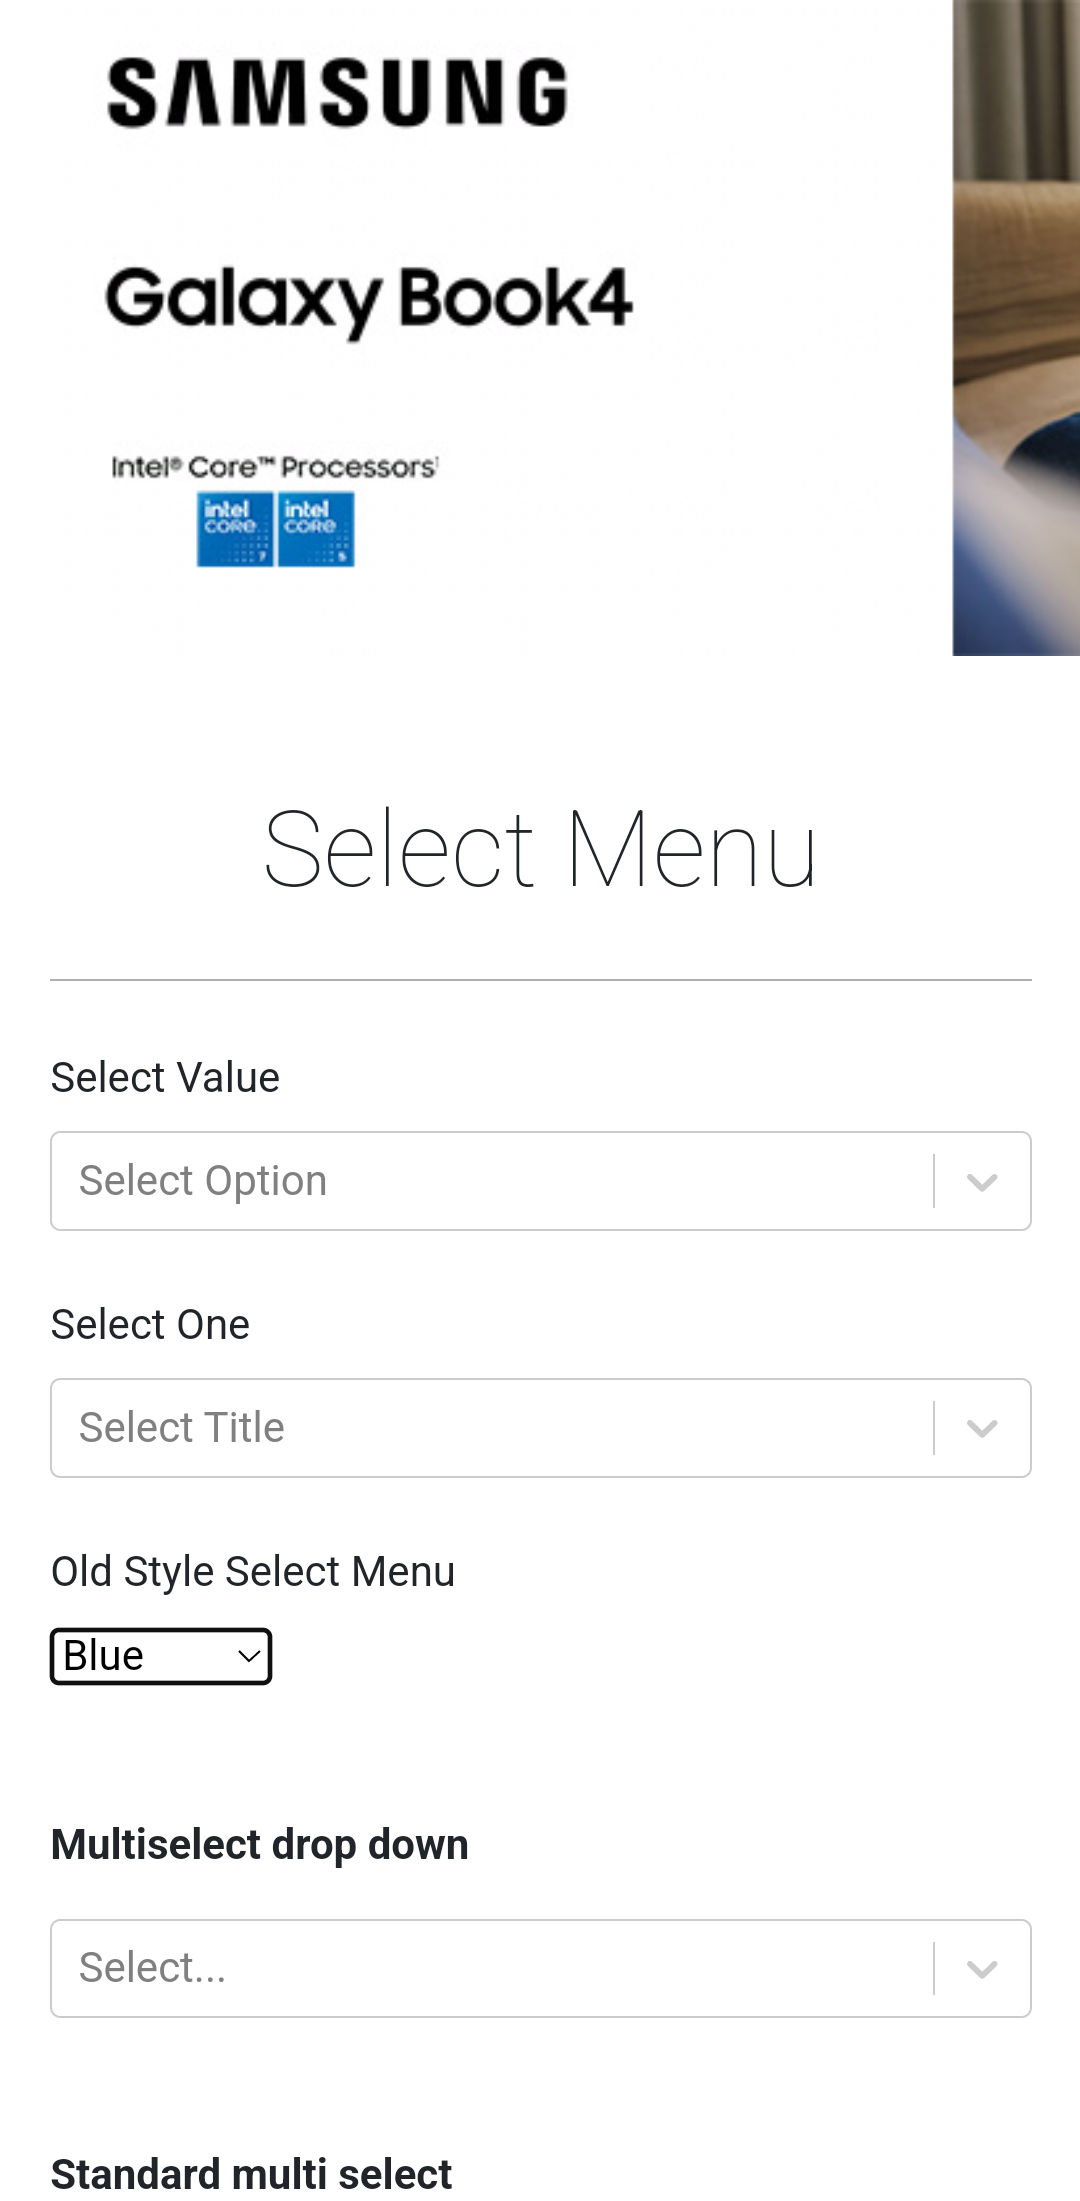 SAMSUNG
Galaxy Book4
Intel® Core™ Processors¹
intel CORE 7
intel CORE 5
Select Menu
Select Value
Select Option
Select One
Select Title
Old Style Select Menu
Blue
Multiselect drop down
Select...
Standard multi select